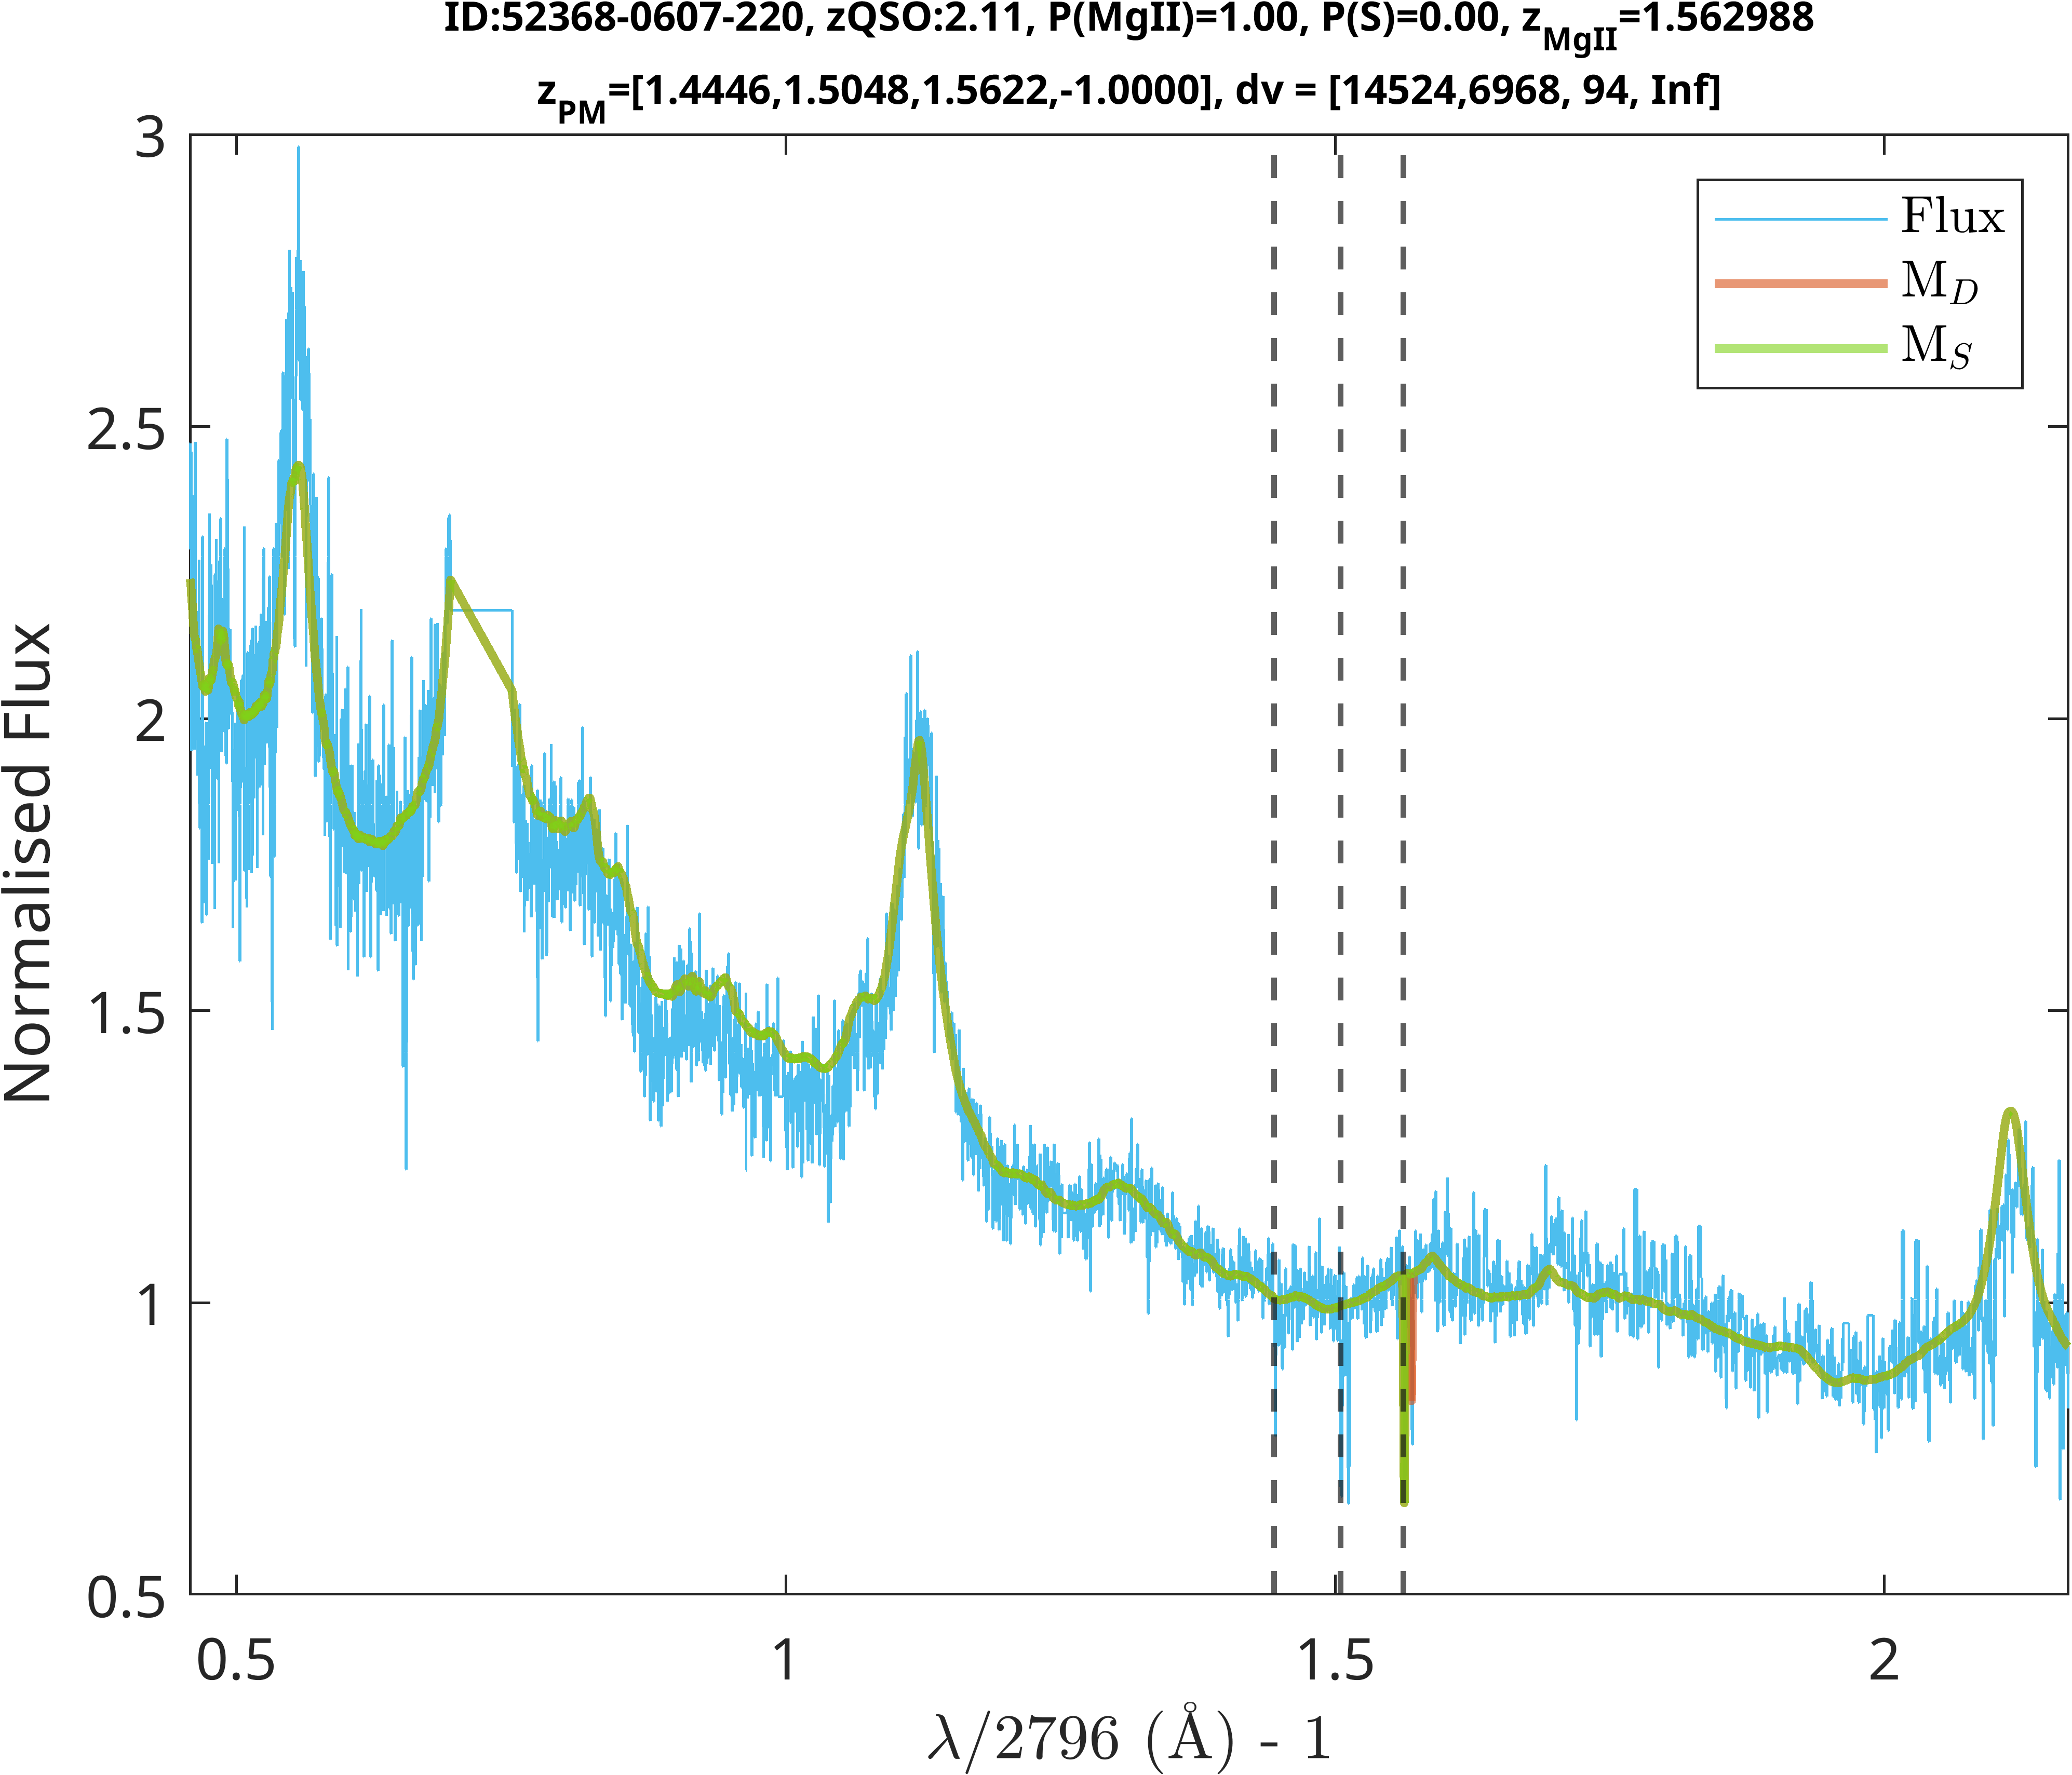 ID:52368-0607-220, zQSO:2.11, P(MgII)=1.00, P(S)=0.00, zMgII=1.562988
zPM=[1.4446,1.5048,1.5622,-1.0000], dv = [14524,6968, 94, Inf]
3
2.5
2
1.5
1
0.5
Normalised Flux
Flux
MD
MS
0.5
1
1.5
2
λ/2796 (Å) - 1